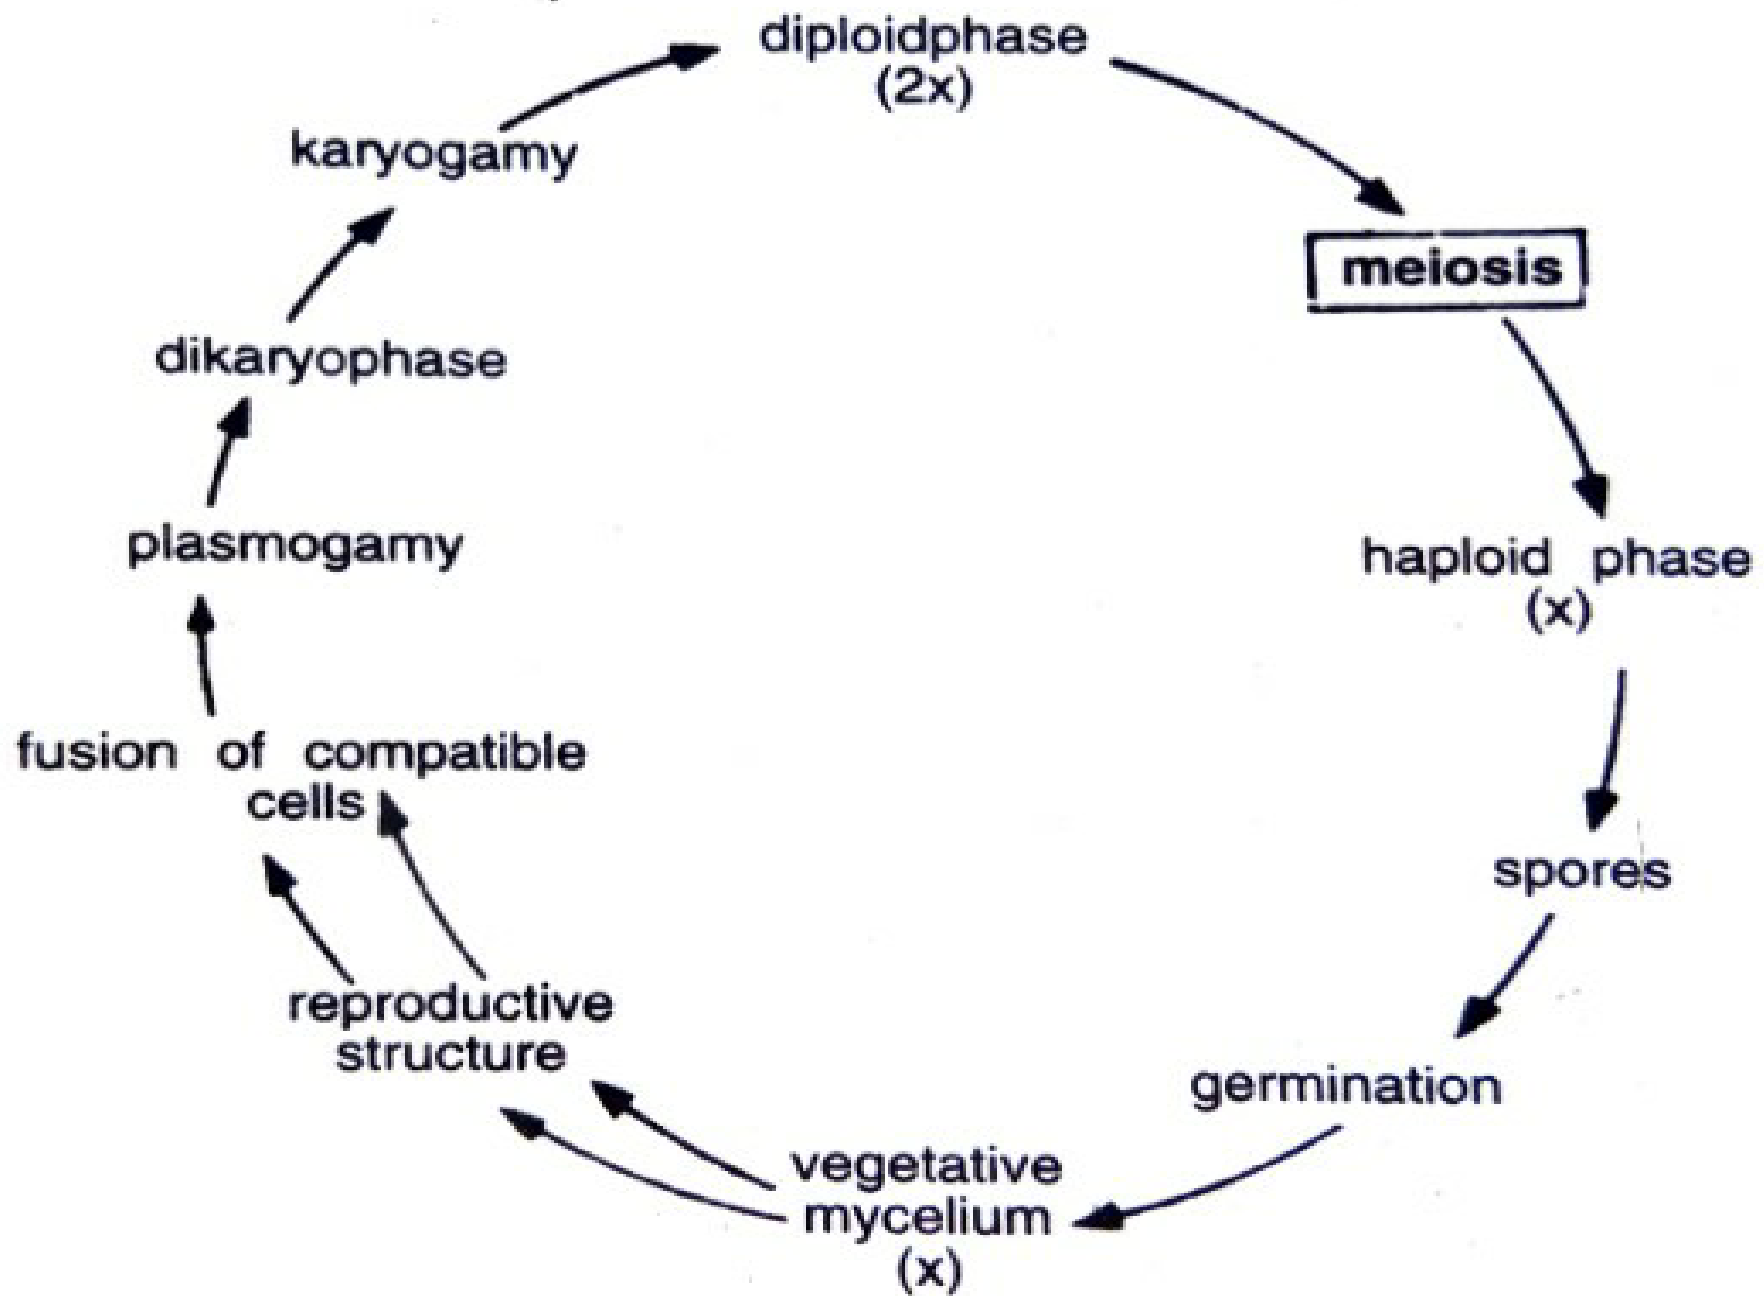 diploidphase
(2x)
karyogamy
meiosis
dikaryophase
plasmogamy
haploid phase
(x)
fusion of compatible
cells
spores
reproductive
structure
germination
vegetative
mycelium
(x)